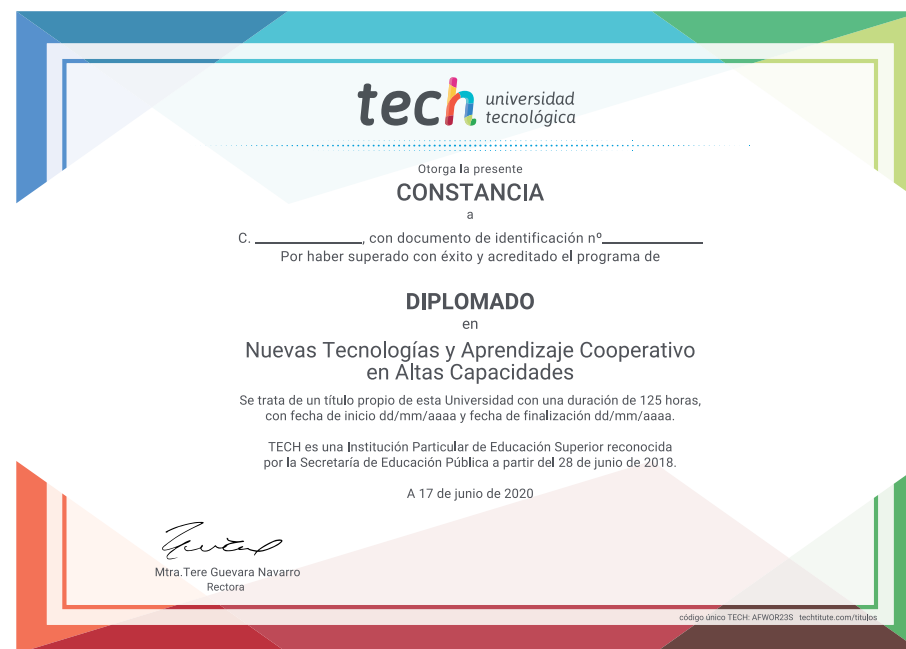 tech universidad
tecnológica
Otorga la presente
CONSTANCIA
a
C. ____________, con documento de identificación nº____________
Por haber superado con éxito y acreditado el programa de
DIPLOMADO
en
Nuevas Tecnologías y Aprendizaje Cooperativo
en Altas Capacidades
Se trata de un título propio de esta Universidad con una duración de 125 horas,
con fecha de inicio dd/mm/aaaa y fecha de finalización dd/mm/aaaa.
TECH es una Institución Particular de Educación Superior reconocida
por la Secretaría de Educación Pública a partir del 28 de junio de 2018.
A 17 de junio de 2020
Mtra.Tere Guevara Navarro
Rectora
código único TECH: AFWOR23S techtitute.com/titulos